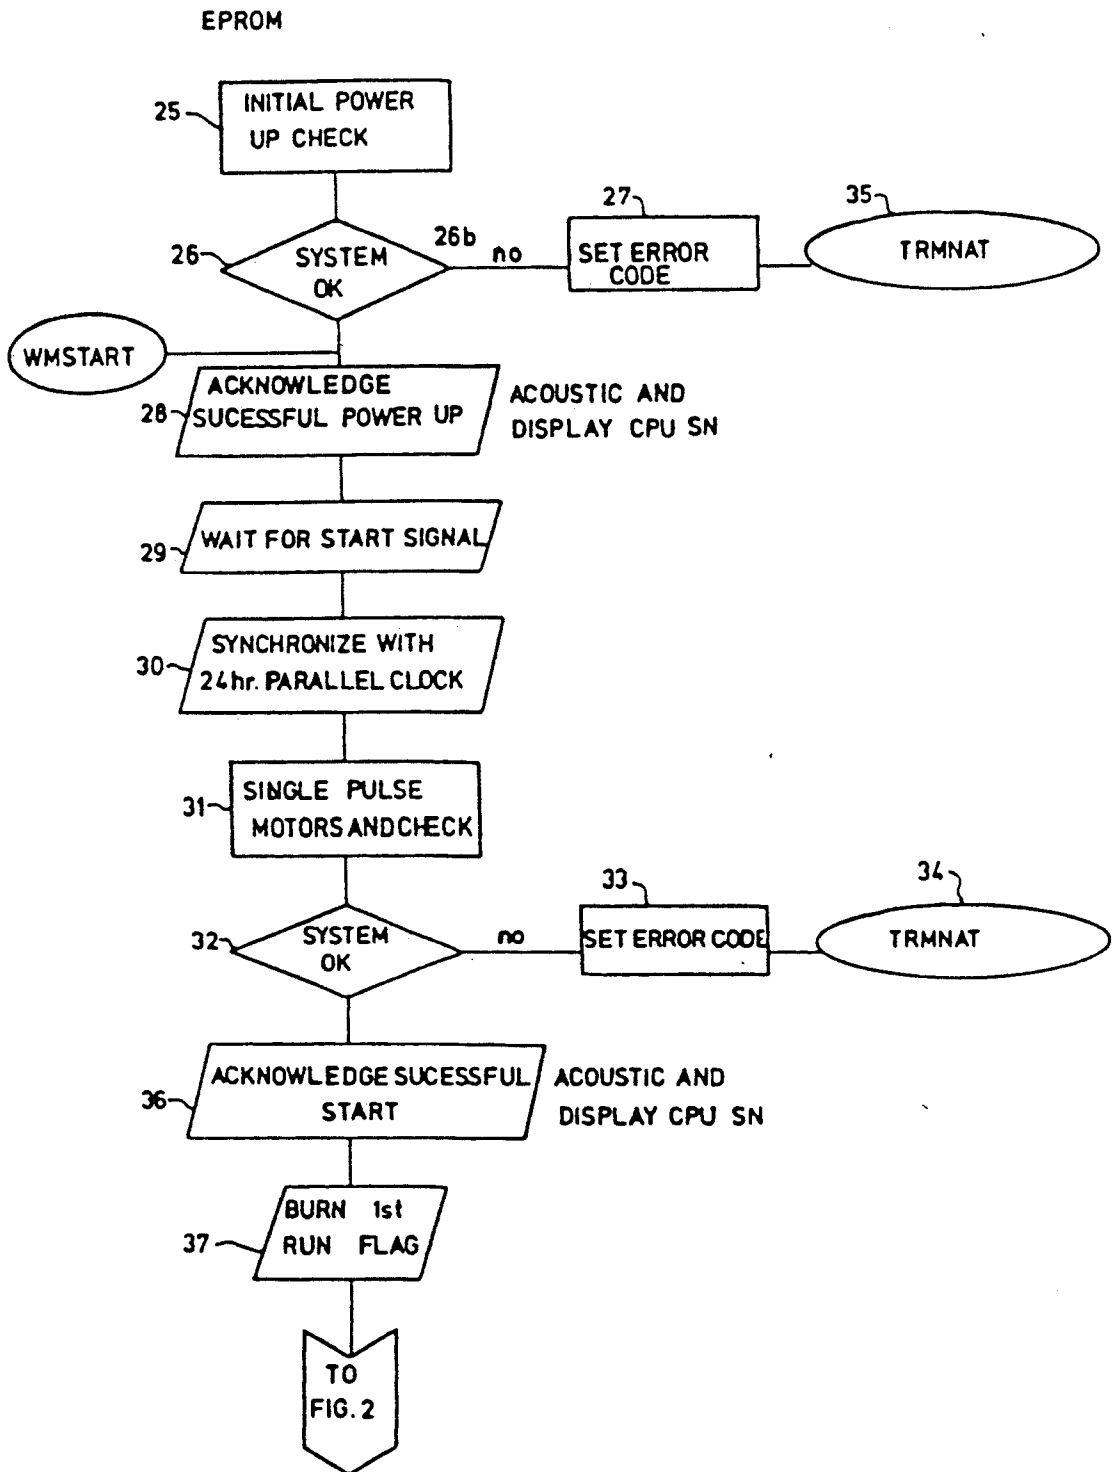 EPROM
25
INITIAL POWER
UP CHECK
26
SYSTEM
OK
26b
no
27
SET ERROR
CODE
35
TRMNAT
WMSTART
28
ACKNOWLEDGE
SUCESSFUL POWER UP
ACOUSTIC AND
DISPLAY CPU SN
29
WAIT FOR START SIGNAL
30
SYNCHRONIZE WITH
24hr. PARALLEL CLOCK
31
SINGLE PULSE
MOTORS AND CHECK
32
SYSTEM
OK
no
33
SET ERROR CODE
34
TRMNAT
36
ACKNOWLEDGE SUCESSFUL
START
ACOUSTIC AND
DISPLAY CPU SN
37
BURN 1st
RUN FLAG
TO
FIG. 2